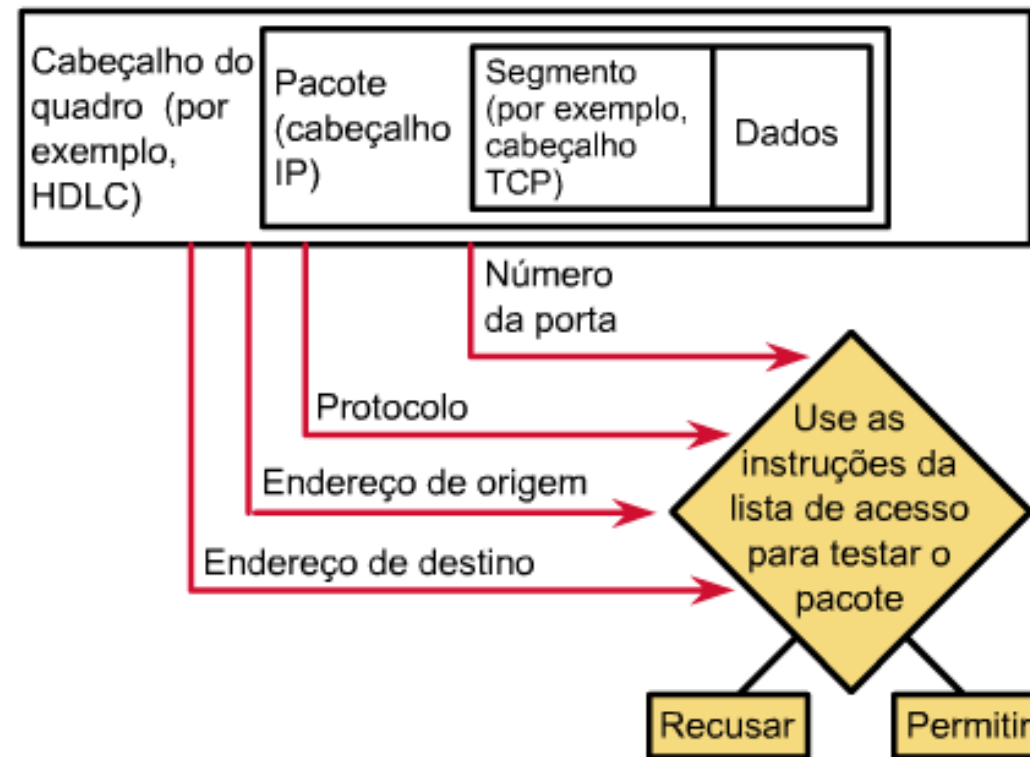 Cabeçalho do
quadro (por
exemplo,
HDLC)
Pacote
(cabeçalho
IP)
Segmento
(por exemplo,
cabeçalho
TCP)
Dados
Número
da porta
Protocolo
Endereço de origem
Endereço de destino
Use as
instruções da
lista de acesso
para testar o
pacote
Recusar
Permitir